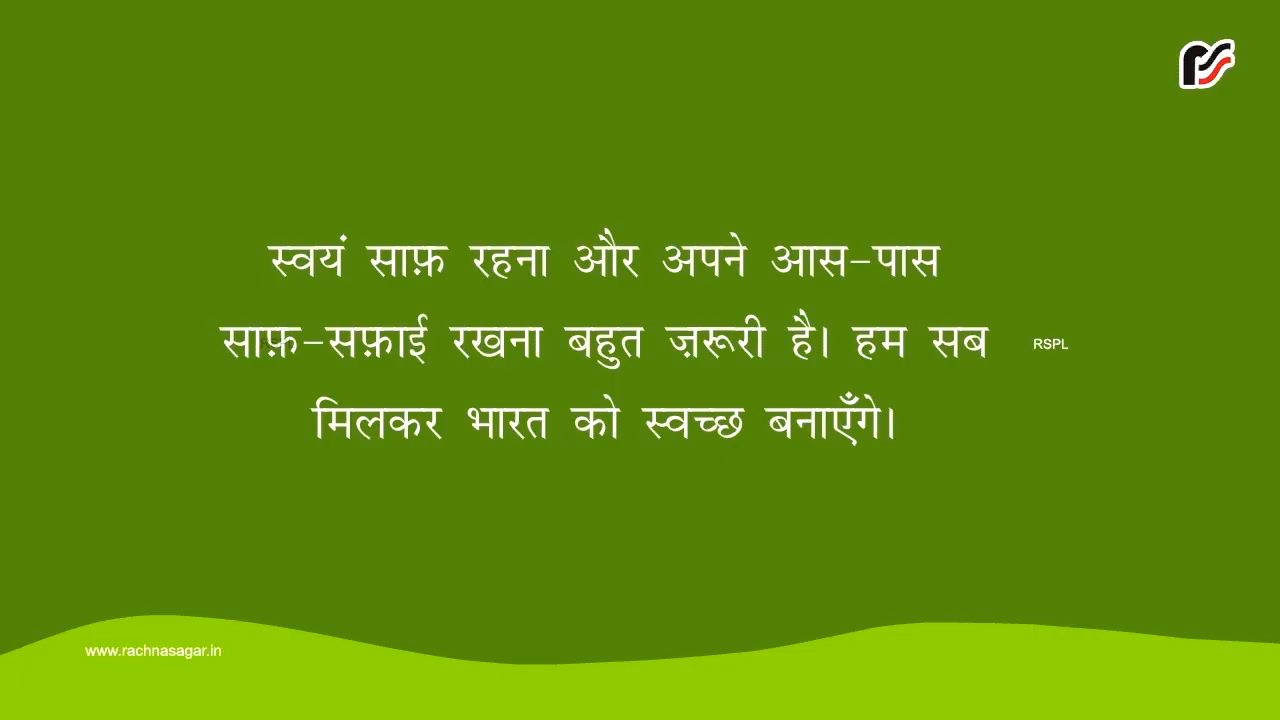 स्वयं साफ़ रहना और अपने आस-पास
साफ़-सफ़ाई रखना बहुत ज़रूरी है। हम सब
RSPL
मिलकर भारत को स्वच्छ बनाएँगे।
www.rachnasagar.in